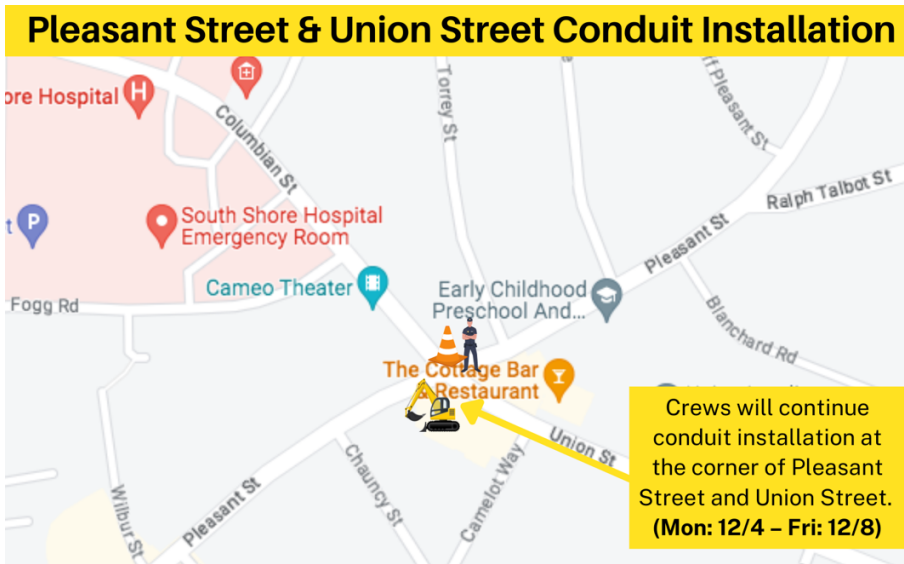 Pleasant Street & Union Street Conduit Installation
ore Hospital
H
Columbian St
Torrey St
ff Pleasant St
Ralph Talbot St
Pleasant St
t
P
South Shore Hospital
Emergency Room
Cameo Theater
Fogg Rd
Early Childhood
Preschool And...
Blanchard Rd
The Cottage Bar
& Restaurant
Union St
Camelot Way
Chauncy St
Pleasant St
Wilbur St
Crews will continue
conduit installation at
the corner of Pleasant
Street and Union Street.
(Mon: 12/4 – Fri: 12/8)